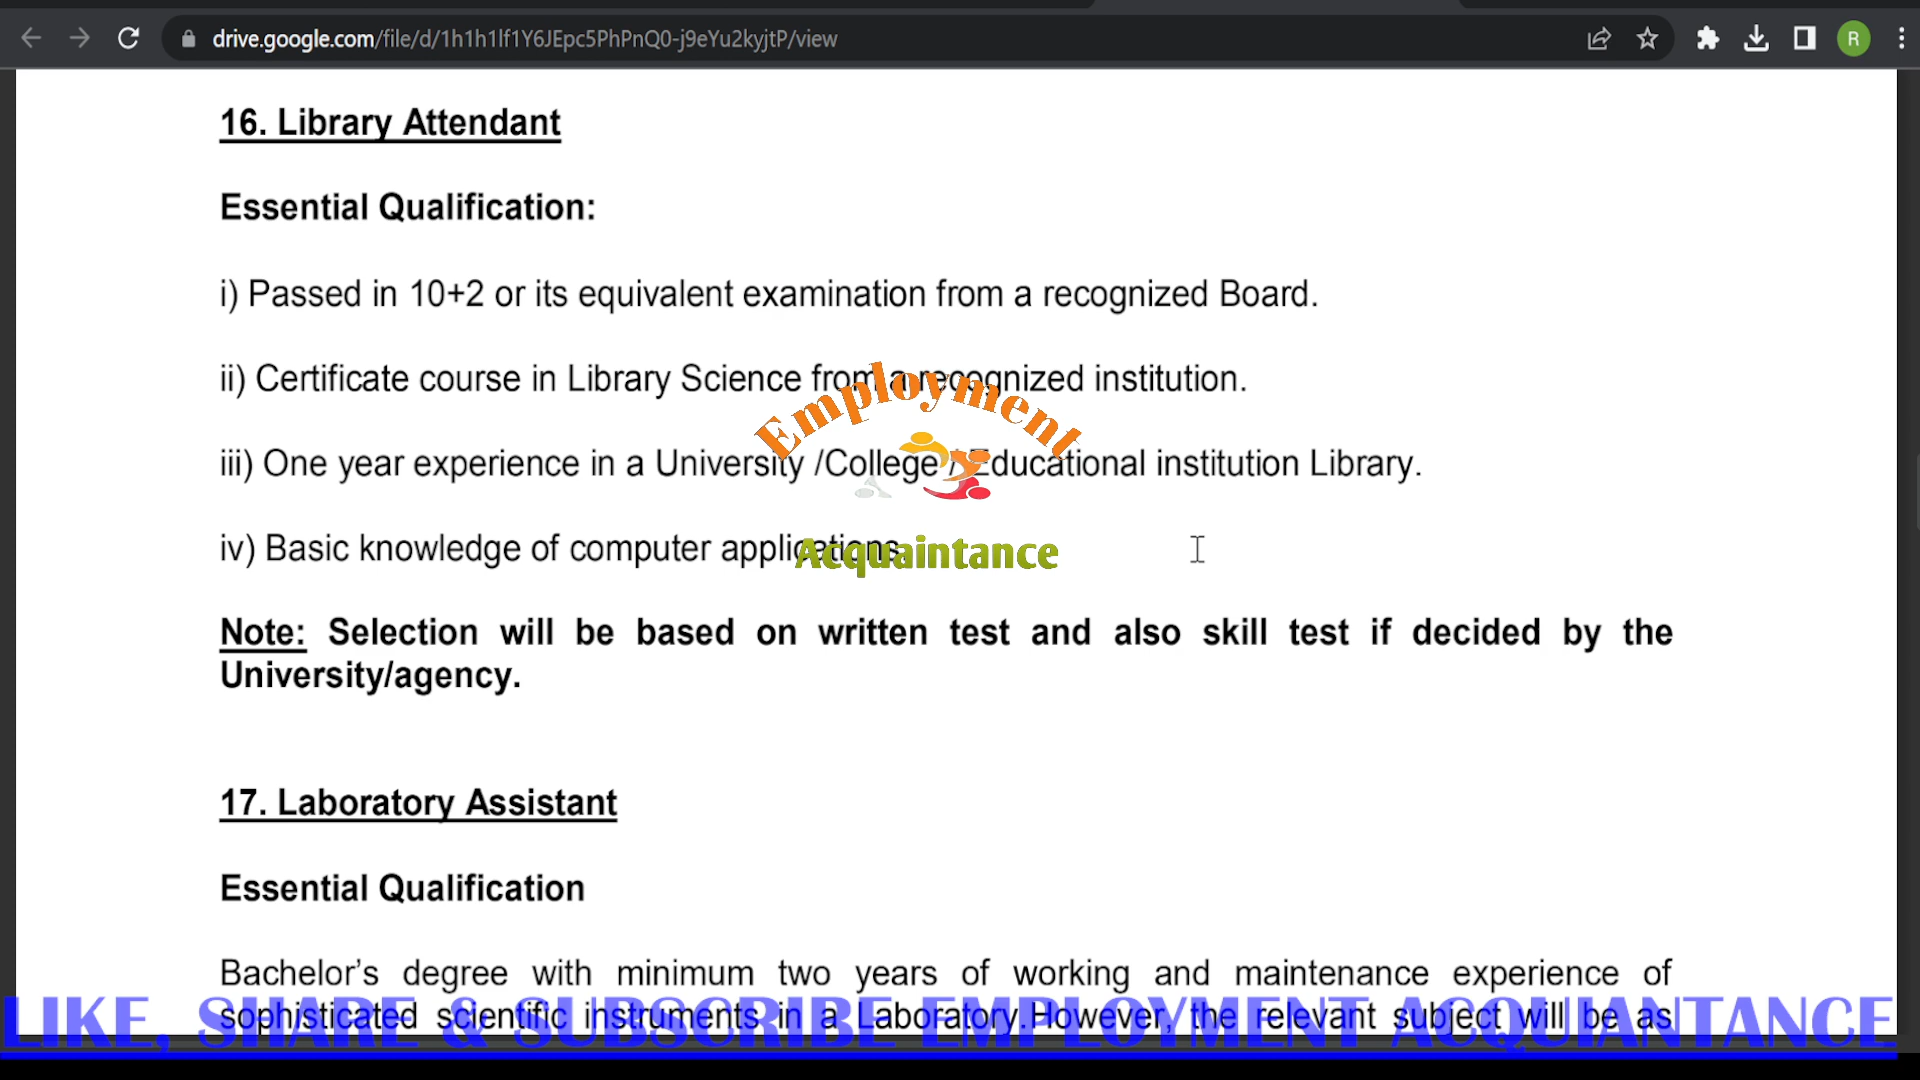 drive.google.com/file/d/1h1h1lf1Y6JEpc5PhPnQ0-j9eYu2kyjtP/view
R
16. Library Attendant
Essential Qualification:
i) Passed in 10+2 or its equivalent examination from a recognized Board.
ii) Certificate course in Library Science from a recognized institution.
Employment
iii) One year experience in a University /College / Educational institution Library.
iv) Basic knowledge of computer applications.
Acquaintance
Note: Selection will be based on written test and also skill test if decided by the
University/agency.
17. Laboratory Assistant
Essential Qualification
Bachelor’s degree with minimum two years of working and maintenance experience of
sophisticated scientific instruments in a Laboratory.However, the relevant subject will be as
LIKE, SHARE & SUBSCRIBE EMPLOYMENT ACQUIANTANCE